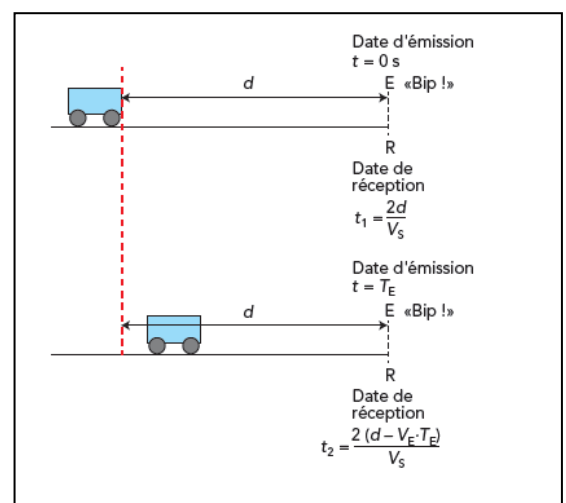 Date d'émission
t = 0 s
d
E «Bip !»
R
Date de
réception
t₁ = 2d/V_S
Date d'émission
t = T_E
d
E «Bip !»
R
Date de
réception
t₂ = 2 (d – V_E·T_E)/V_S